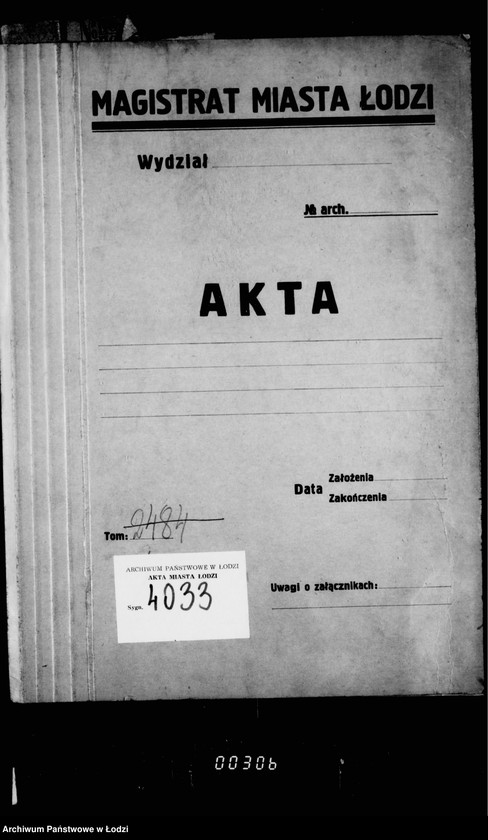 MAGISTRAT MIASTA ŁODZI
Wydział
№ arch.
AKTA
Data Założenia
Zakończenia
Tom: 2484
ARCHIWUM PAŃSTWOWE W ŁODZI
AKTA MIASTA ŁODZI
Sygn. 4033
Uwagi o załącznikach:
00306
Archiwum Państwowe w Łodzi